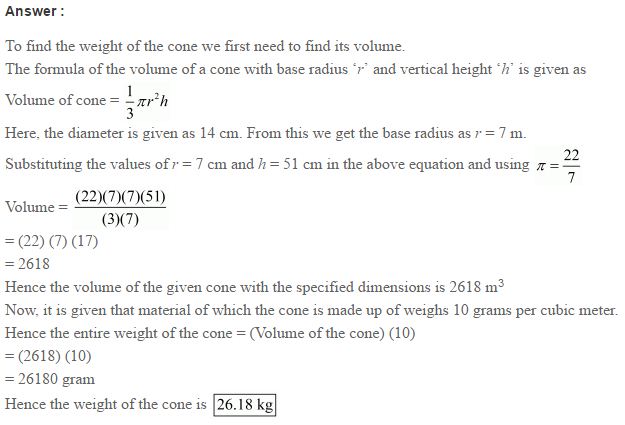 Answer :
To find the weight of the cone we first need to find its volume.
The formula of the volume of a cone with base radius ‘r’ and vertical height ‘h’ is given as
Volume of cone = 1/3 πr²h
Here, the diameter is given as 14 cm. From this we get the base radius as r = 7 m.
Substituting the values of r = 7 cm and h = 51 cm in the above equation and using π = 22/7
Volume = (22)(7)(7)(51)/(3)(7)
= (22) (7) (17)
= 2618
Hence the volume of the given cone with the specified dimensions is 2618 m³
Now, it is given that material of which the cone is made up of weighs 10 grams per cubic meter.
Hence the entire weight of the cone = (Volume of the cone) (10)
= (2618) (10)
= 26180 gram
Hence the weight of the cone is 26.18 kg